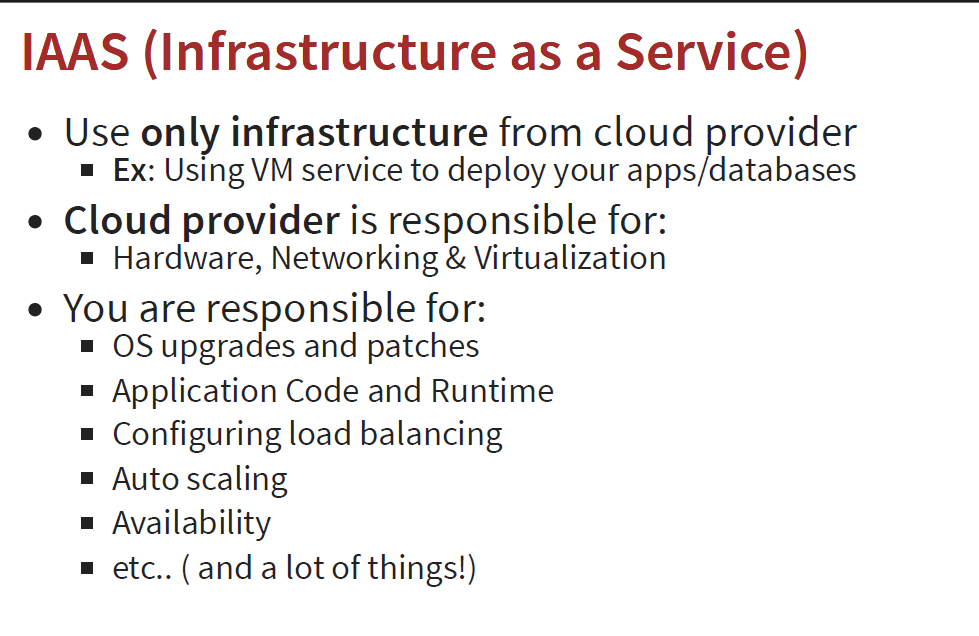 IAAS (Infrastructure as a Service)
• Use only infrastructure from cloud provider
▪ Ex: Using VM service to deploy your apps/databases
• Cloud provider is responsible for:
▪ Hardware, Networking & Virtualization
• You are responsible for:
▪ OS upgrades and patches
▪ Application Code and Runtime
▪ Configuring load balancing
▪ Auto scaling
▪ Availability
▪ etc.. ( and a lot of things!)